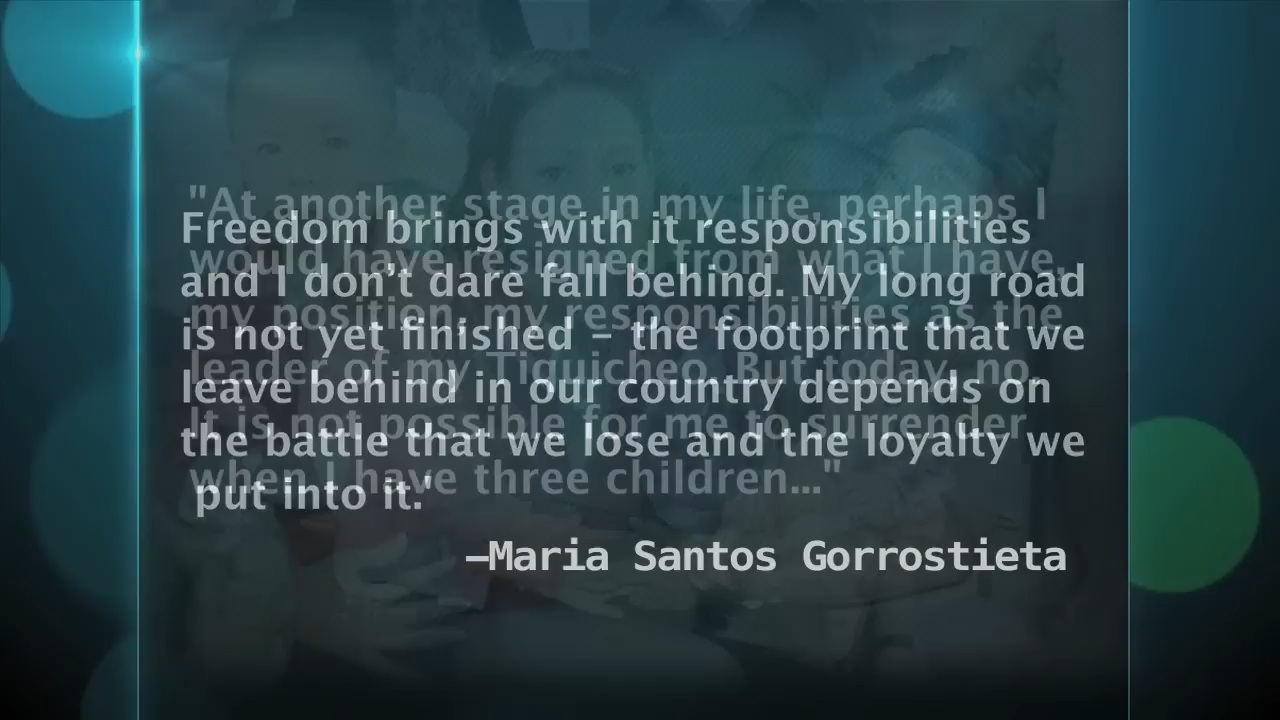 "At another stage in my life, perhaps I
would have resigned from what I have,
my position, my responsibilities as the
leader of my Tiquicheo. But today, no.
It is not possible for me to surrender
when I have three children..."
Freedom brings with it responsibilities
and I don't dare fall behind. My long road
is not yet finished – the footprint that we
leave behind in our country depends on
the battle that we lose and the loyalty we
put into it.'
—Maria Santos Gorrostieta